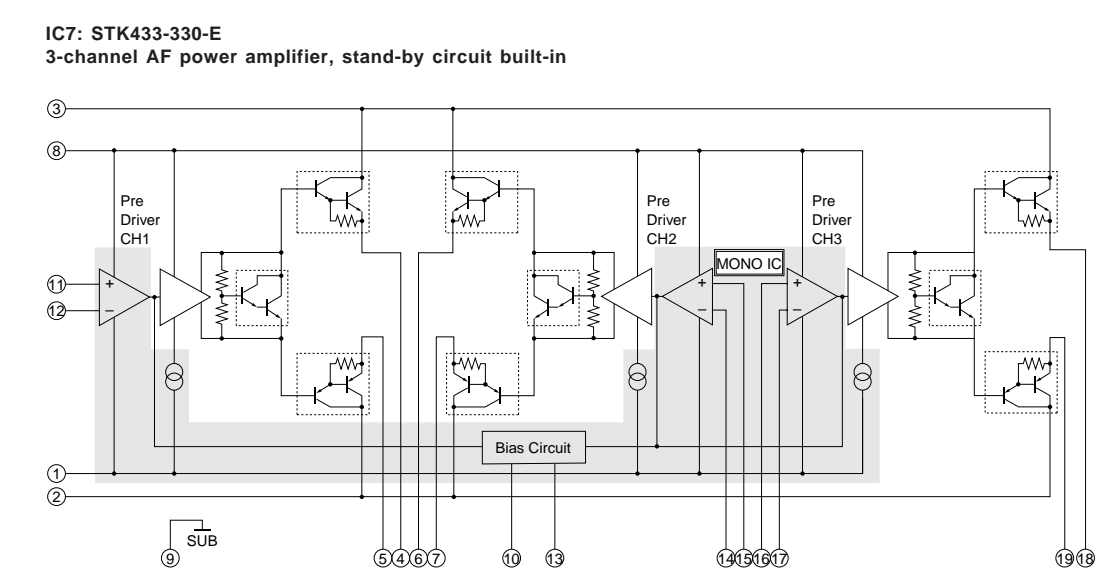 IC7: STK433-330-E
3-channel AF power amplifier, stand-by circuit built-in
3
8
Pre
Driver
CH1
Pre
Driver
CH2
Pre
Driver
CH3
MONO IC
11
12
+
−
+
−
+
−
Bias Circuit
1
2
SUB
9
5
4
6
7
10
13
14
15
16
17
19
18